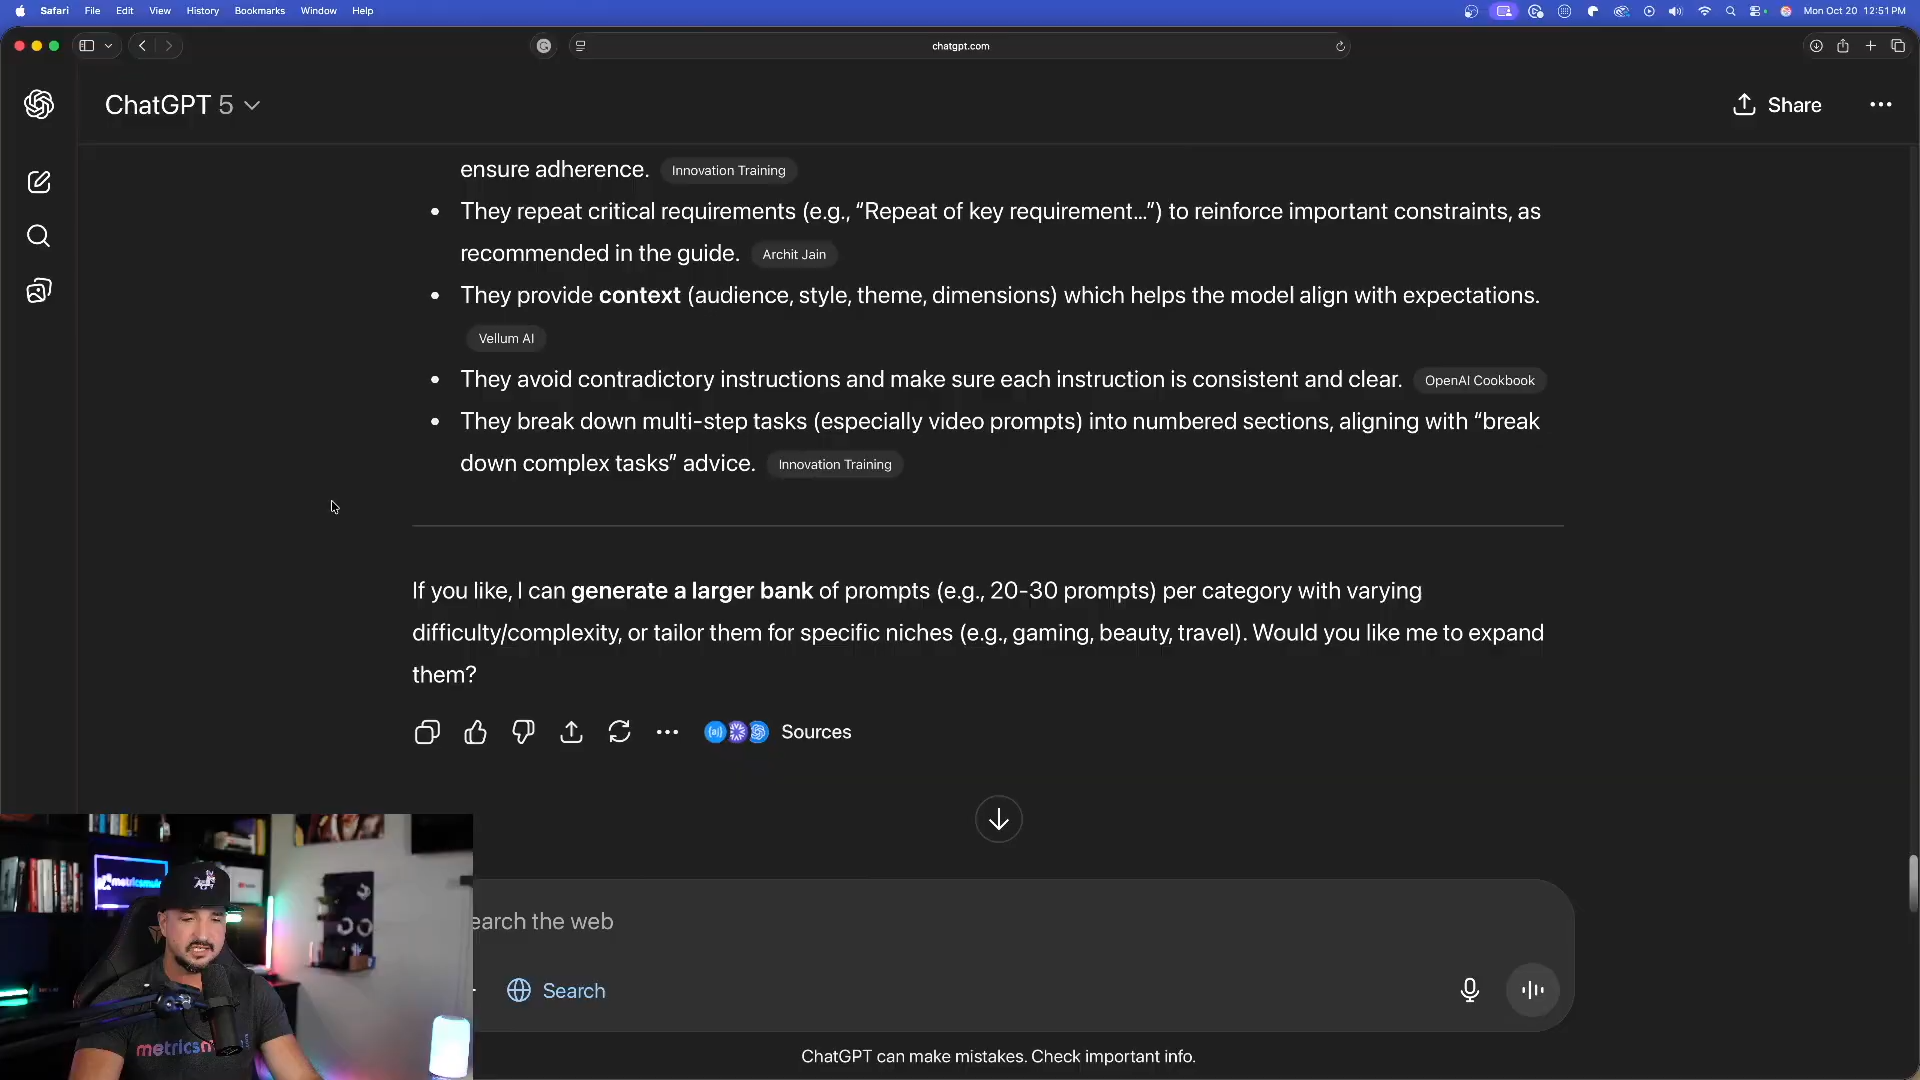 Safari File Edit View History Bookmarks Window Help Mon Oct 20 12:51 PM
chatgpt.com
ChatGPT 5
Share
ensure adherence. Innovation Training
• They repeat critical requirements (e.g., “Repeat of key requirement…”) to reinforce important constraints, as
recommended in the guide. Archit Jain
• They provide context (audience, style, theme, dimensions) which helps the model align with expectations.
Vellum AI
• They avoid contradictory instructions and make sure each instruction is consistent and clear. OpenAI Cookbook
• They break down multi-step tasks (especially video prompts) into numbered sections, aligning with “break
down complex tasks” advice. Innovation Training
If you like, I can generate a larger bank of prompts (e.g., 20-30 prompts) per category with varying
difficulty/complexity, or tailor them for specific niches (e.g., gaming, beauty, travel). Would you like me to expand
them?
Sources
earch the web
Search
ChatGPT can make mistakes. Check important info.